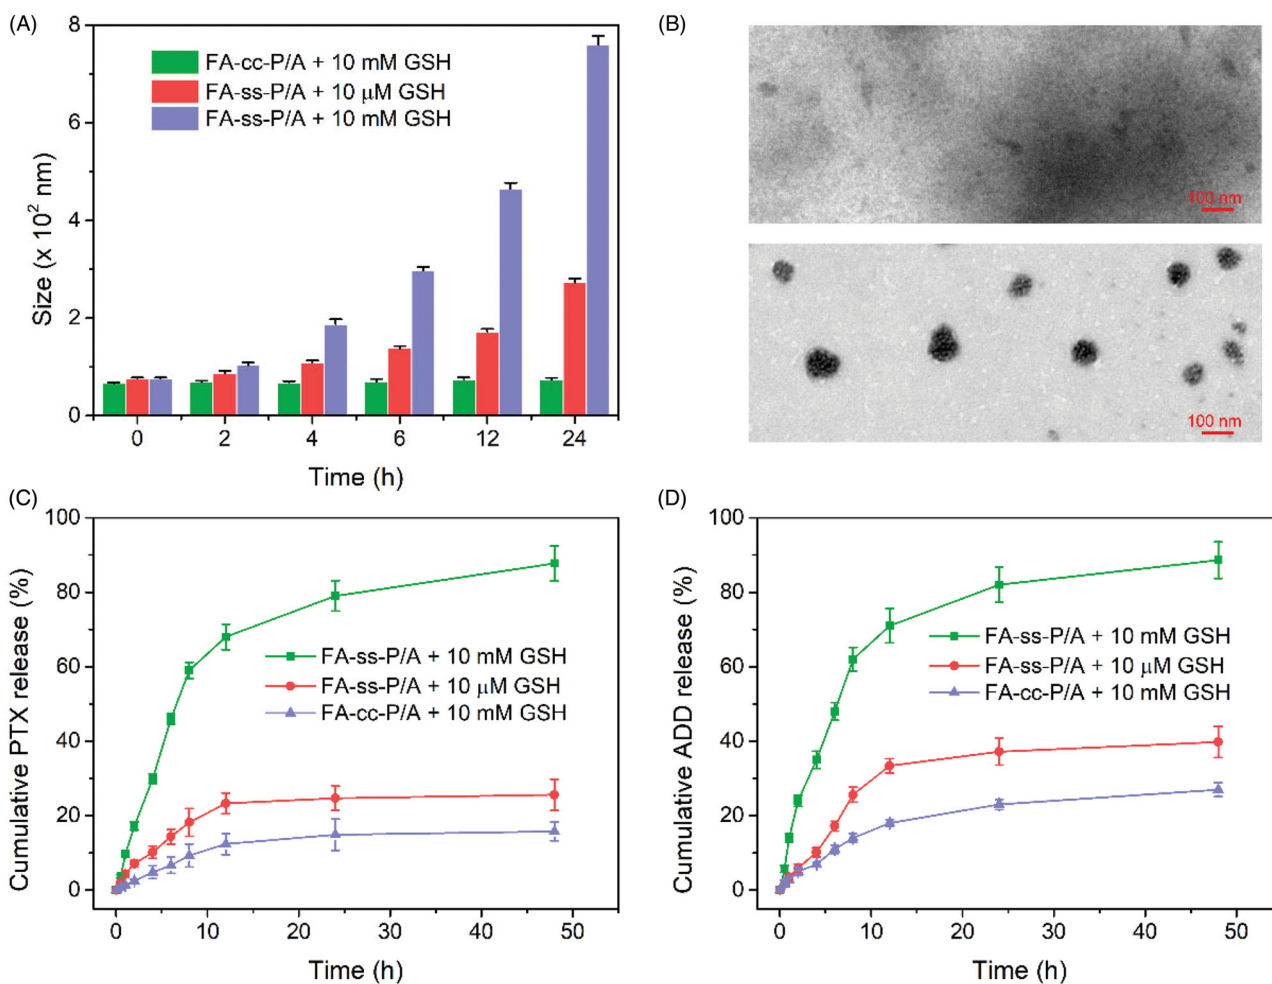 (A)
8
6
4
2
0
Size (x 10² nm)
FA-cc-P/A + 10 mM GSH
FA-ss-P/A + 10 μM GSH
FA-ss-P/A + 10 mM GSH
0 2 4 6 12 24
Time (h)
(B)
100 nm
100 nm
(C)
100
80
60
40
20
0
Cumulative PTX release (%)
FA-ss-P/A + 10 mM GSH
FA-ss-P/A + 10 μM GSH
FA-cc-P/A + 10 mM GSH
0 10 20 30 40 50
Time (h)
(D)
100
80
60
40
20
0
Cumulative ADD release (%)
FA-ss-P/A + 10 mM GSH
FA-ss-P/A + 10 μM GSH
FA-cc-P/A + 10 mM GSH
0 10 20 30 40 50
Time (h)